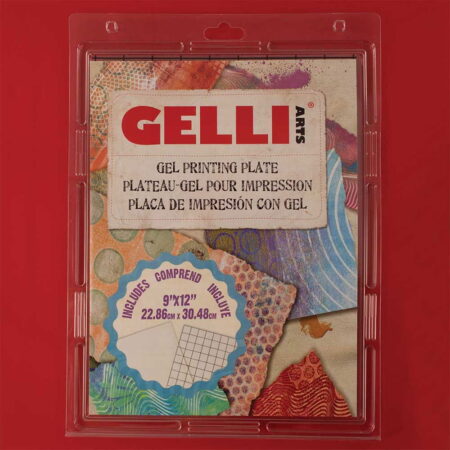 GELLI ARTS®
GEL PRINTING PLATE
PLATEAU-GEL POUR IMPRESSION
PLACA DE IMPRESIÓN CON GEL
INCLUDES COMPREND INCLUYE
9"X12"
22.86CM X 30.48CM